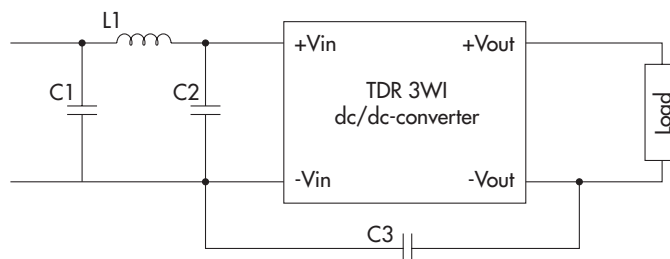 L1
C1
C2
+Vin
+Vout
TDR 3WI
dc/dc-converter
Load
-Vin
-Vout
C3